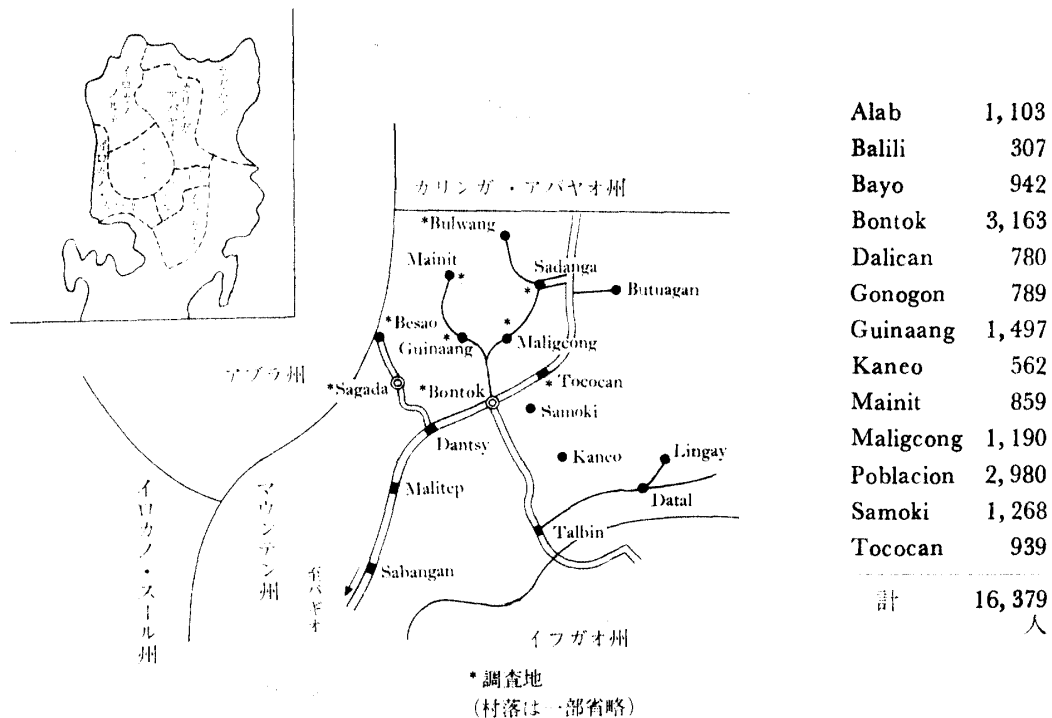 カリンガ・アパヤオ州
*Bulwang
Mainit
*
Sadanga
*
Butuagan
*Besao
Guinaang
*
*
Maligcong
アブラ州
*Sagada
*Bontok
Tococan
*
Samoki
Dantsy
Kaneo
Lingay
Malitep
Datal
Talbin
Sabangan
イロカノ・スール州
マウンテン州
至バギオ
イフガオ州
*調査地
(村落は一部省略)
Alab 1,103
Balili 307
Bayo 942
Bontok 3,163
Dalican 780
Gonogon 789
Guinaang 1,497
Kaneo 562
Mainit 859
Maligcong 1,190
Poblacion 2,980
Samoki 1,268
Tococan 939
計 16,379
人